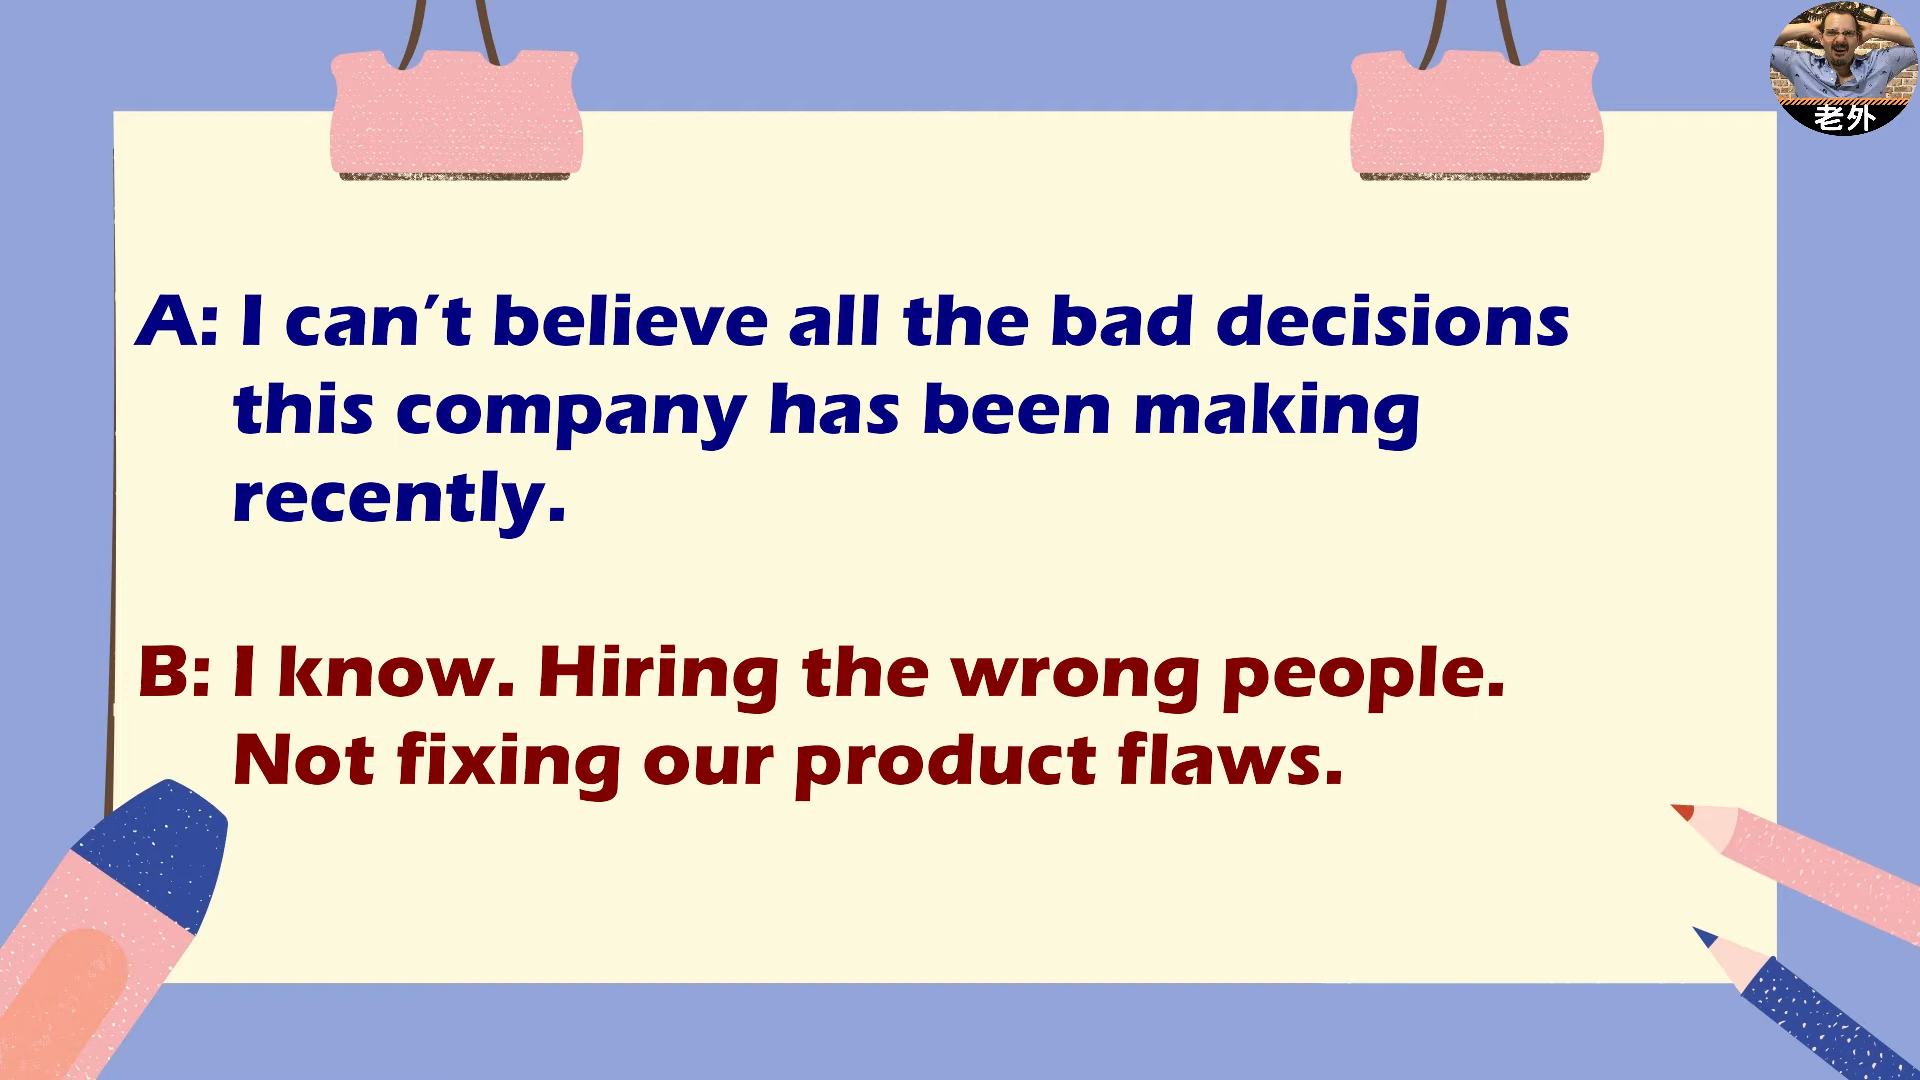 老外
A: I can’t believe all the bad decisions
this company has been making
recently.
B: I know. Hiring the wrong people.
Not fixing our product flaws.